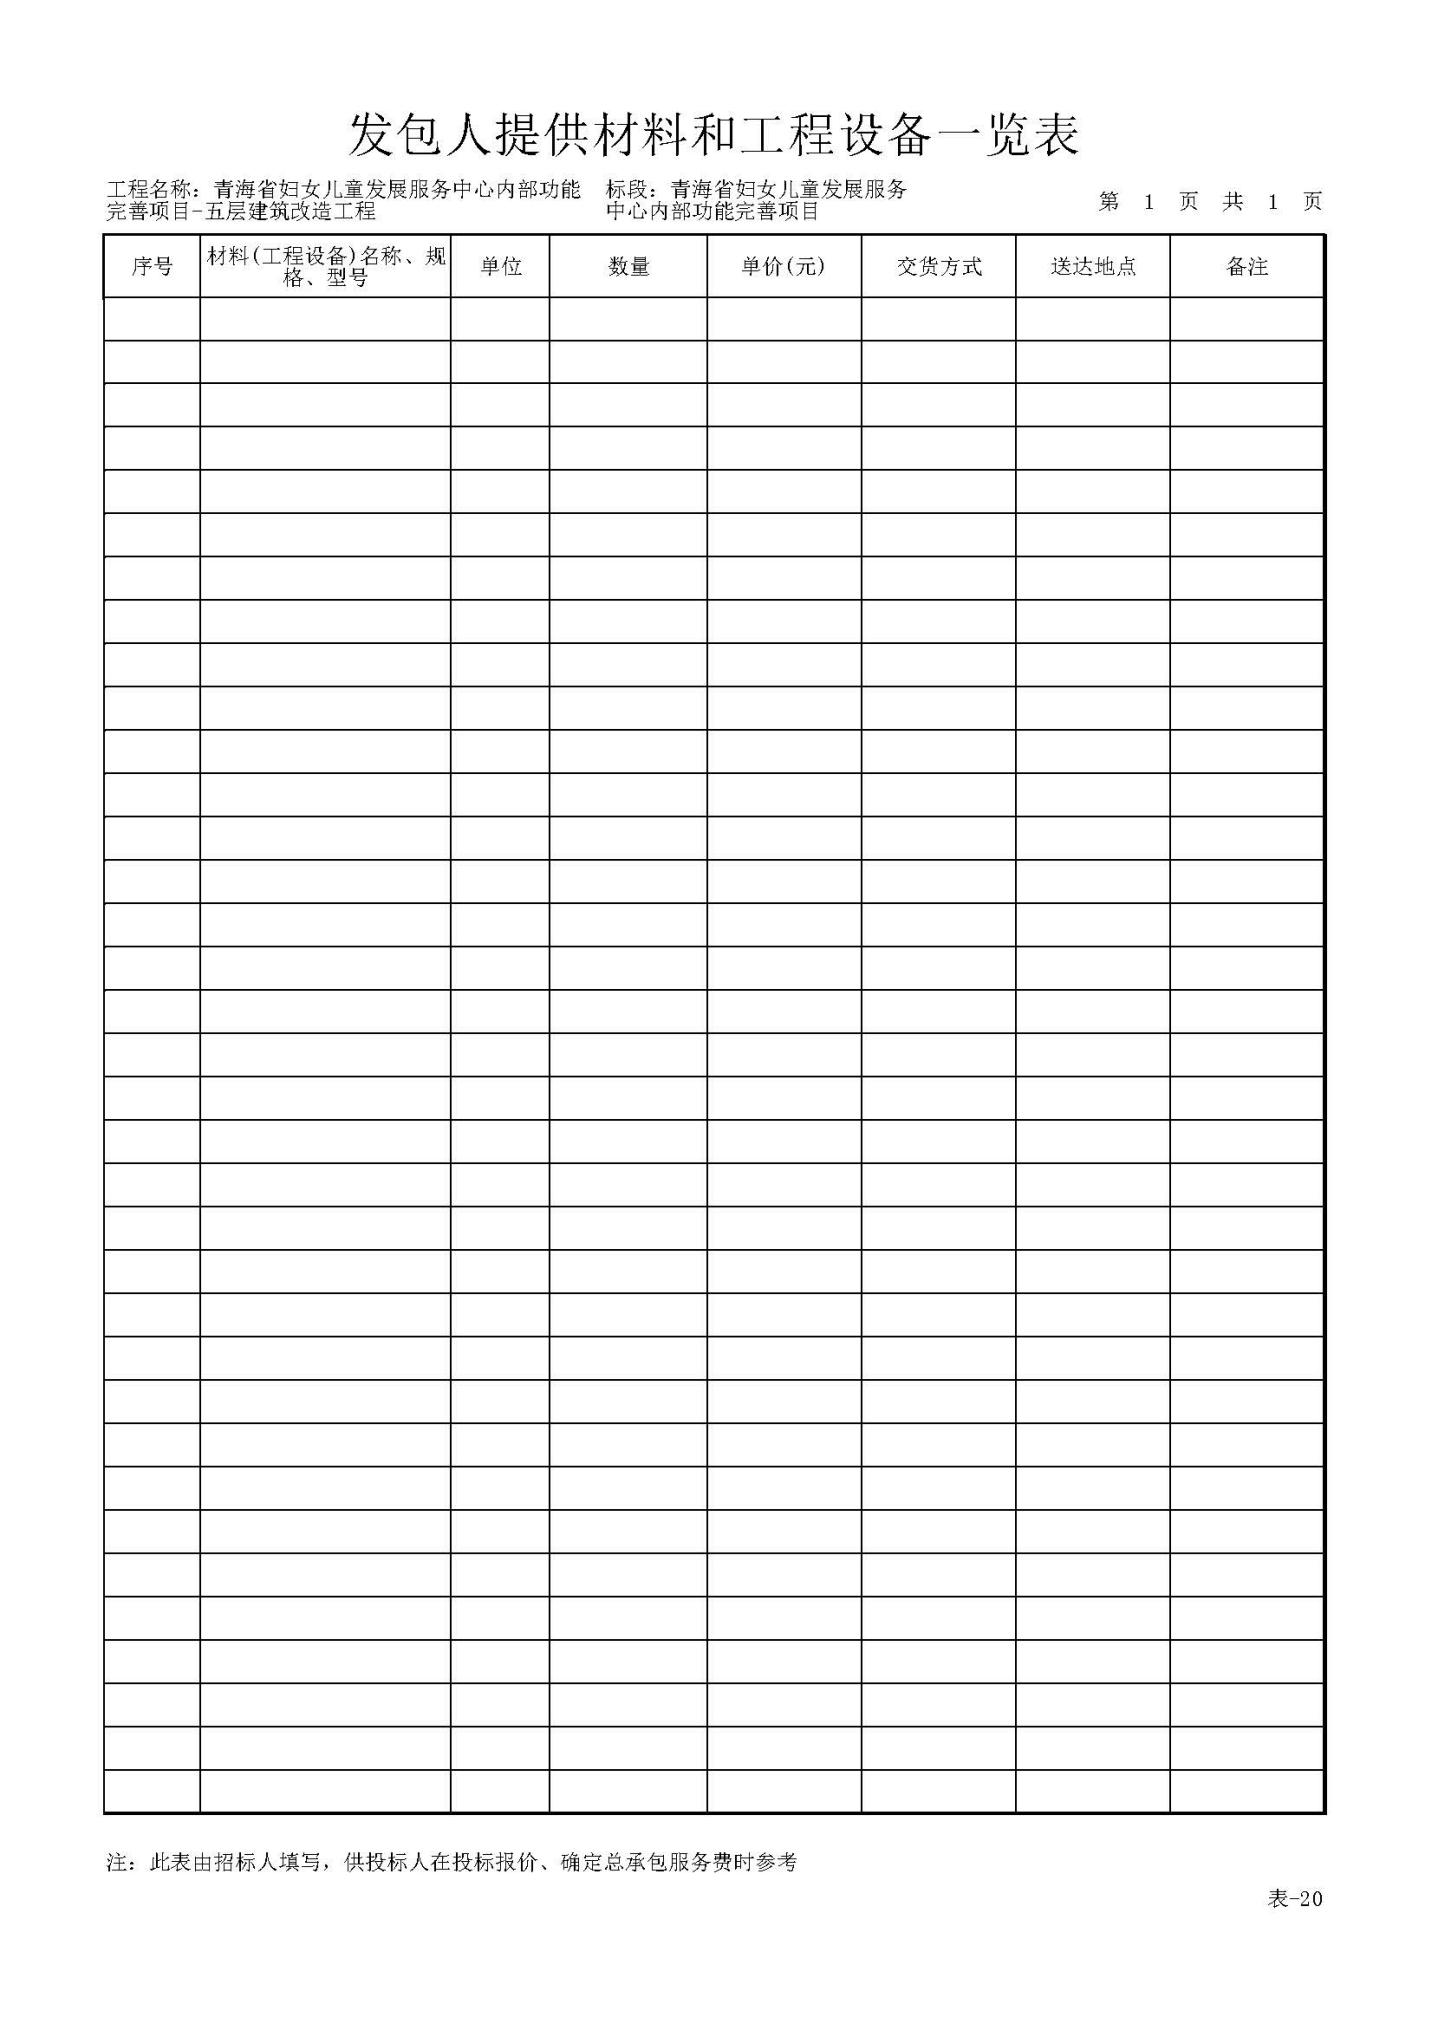 发包人提供材料和工程设备一览表
工程名称：青海省妇女儿童发展服务中心内部功能
完善项目-五层建筑改造工程
标段：青海省妇女儿童发展服务
中心内部功能完善项目
第 1 页 共 1 页
序号
材料(工程设备)名称、规
格、型号
单位
数量
单价(元)
交货方式
送达地点
备注
注：此表由招标人填写，供投标人在投标报价、确定总承包服务费时参考
表-20